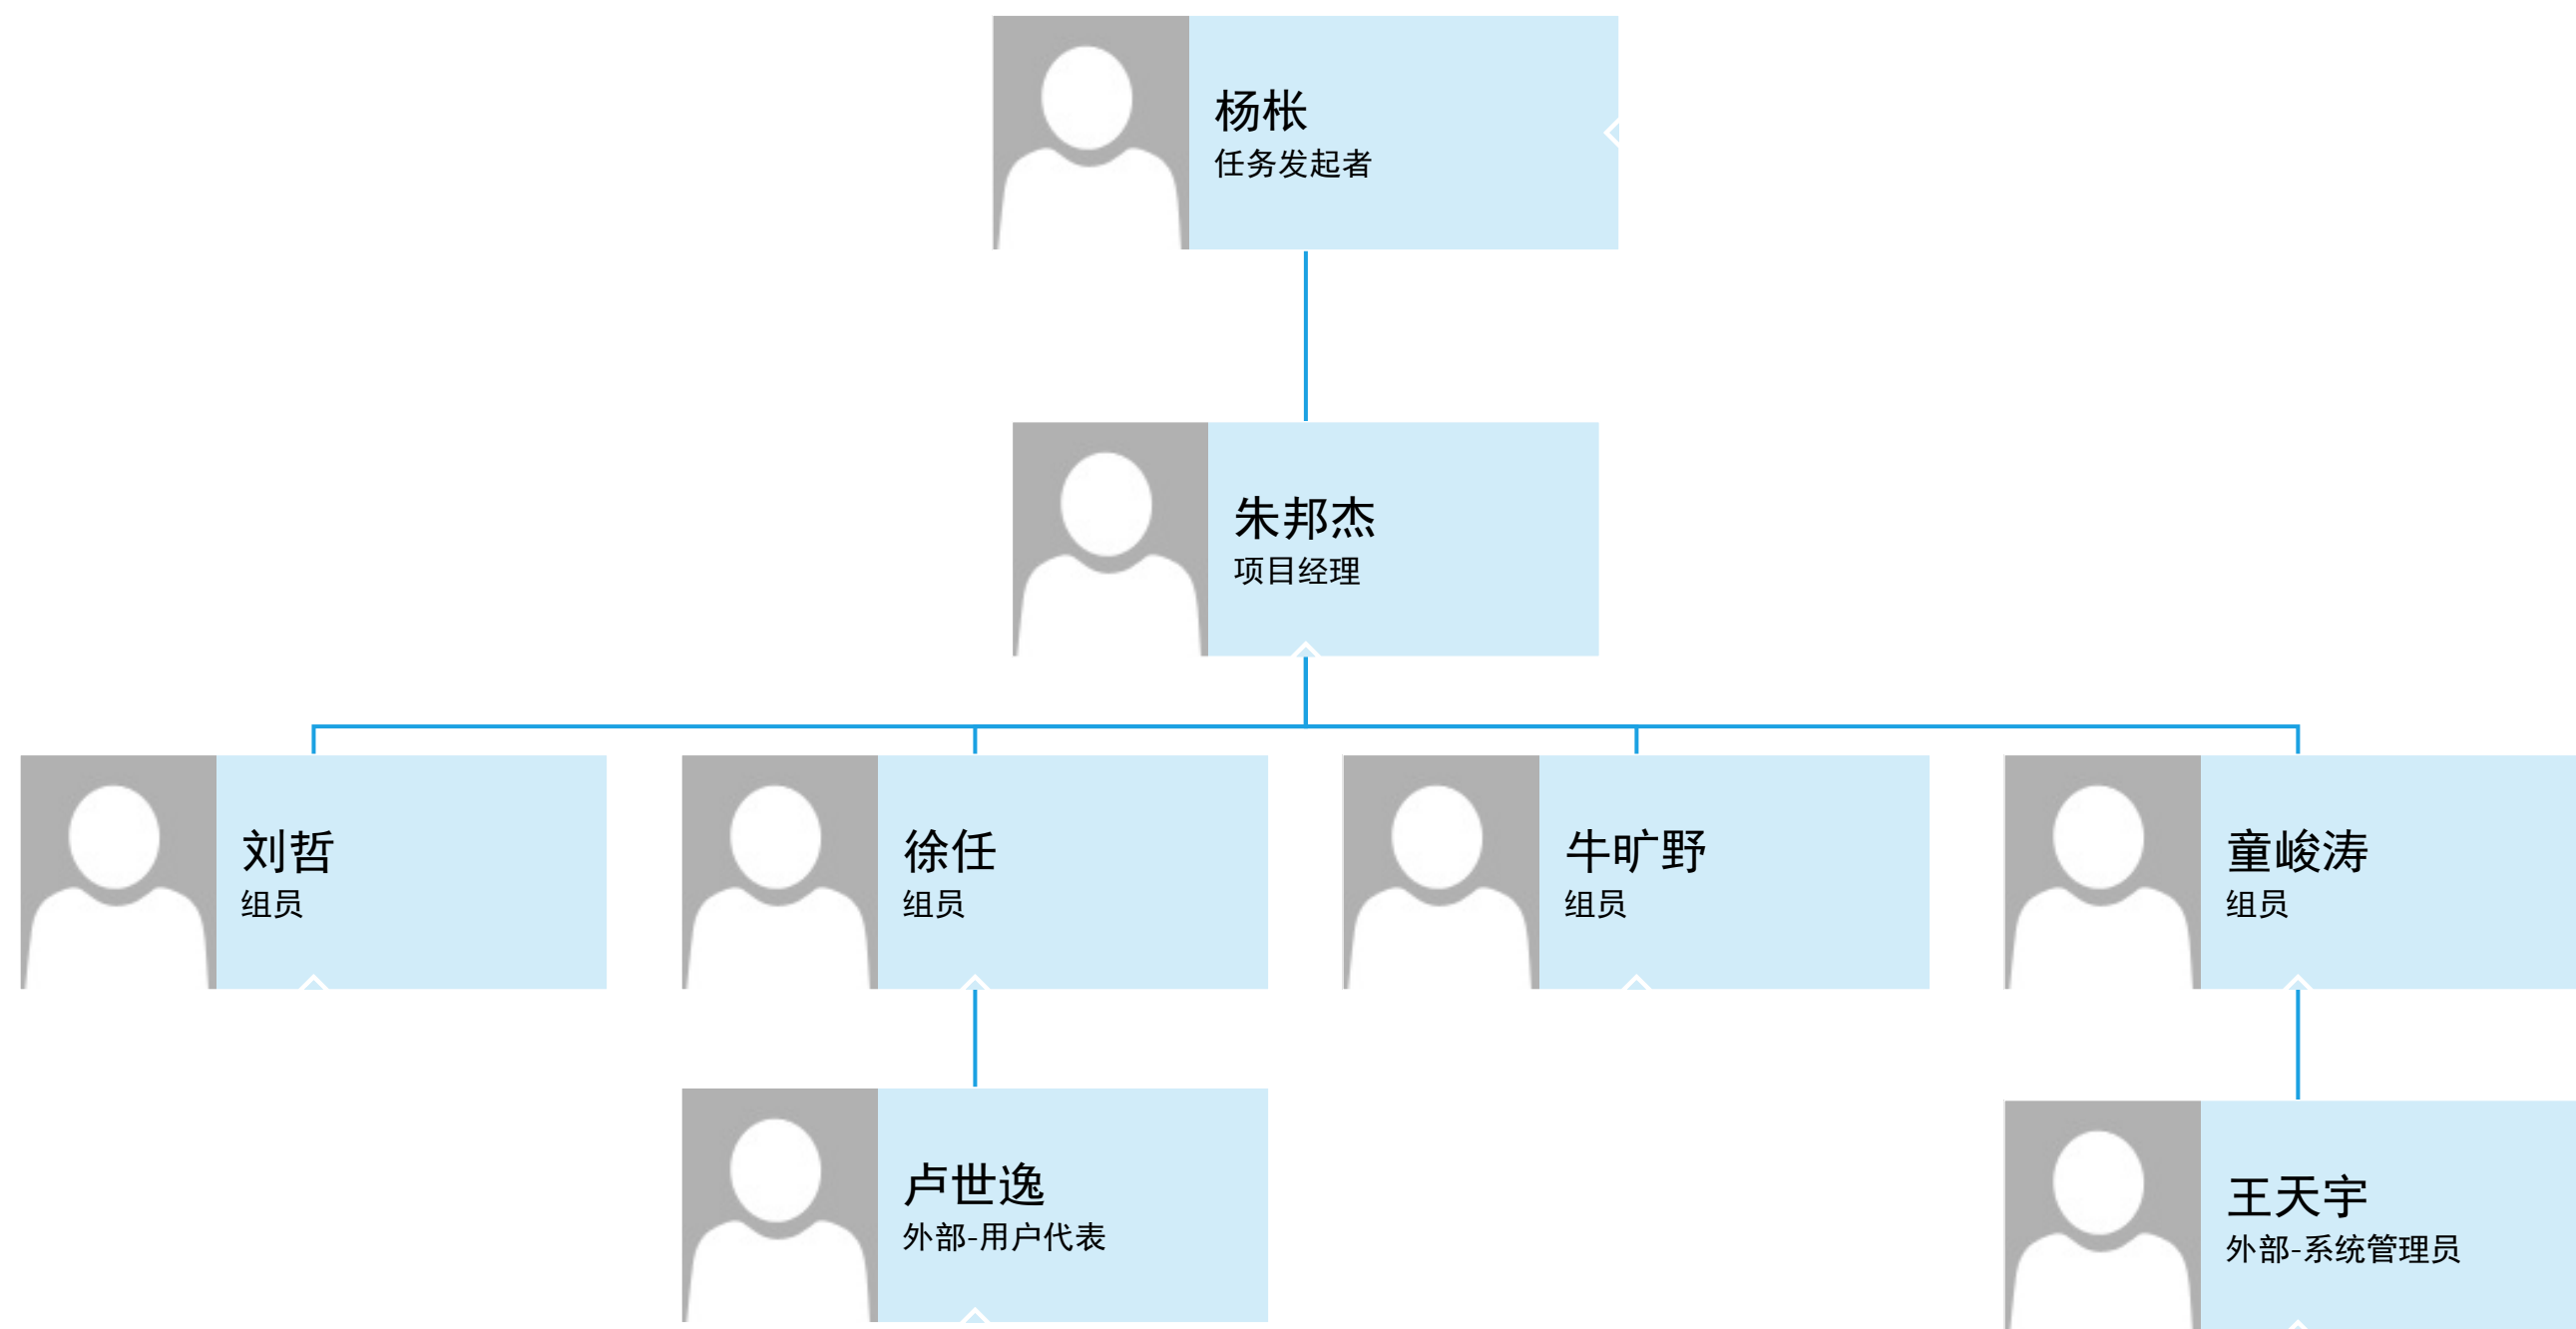 杨枨
任务发起者
朱邦杰
项目经理
刘哲
组员
徐任
组员
牛旷野
组员
童峻涛
组员
卢世逸
外部-用户代表
王天宇
外部-系统管理员